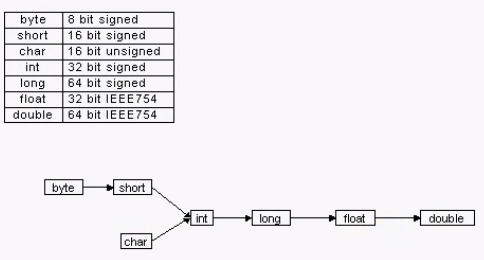 byte 8 bit signed
short 16 bit signed
char 16 bit unsigned
int 32 bit signed
long 64 bit signed
float 32 bit IEEE754
double 64 bit IEEE754
byte short
int long float double
char